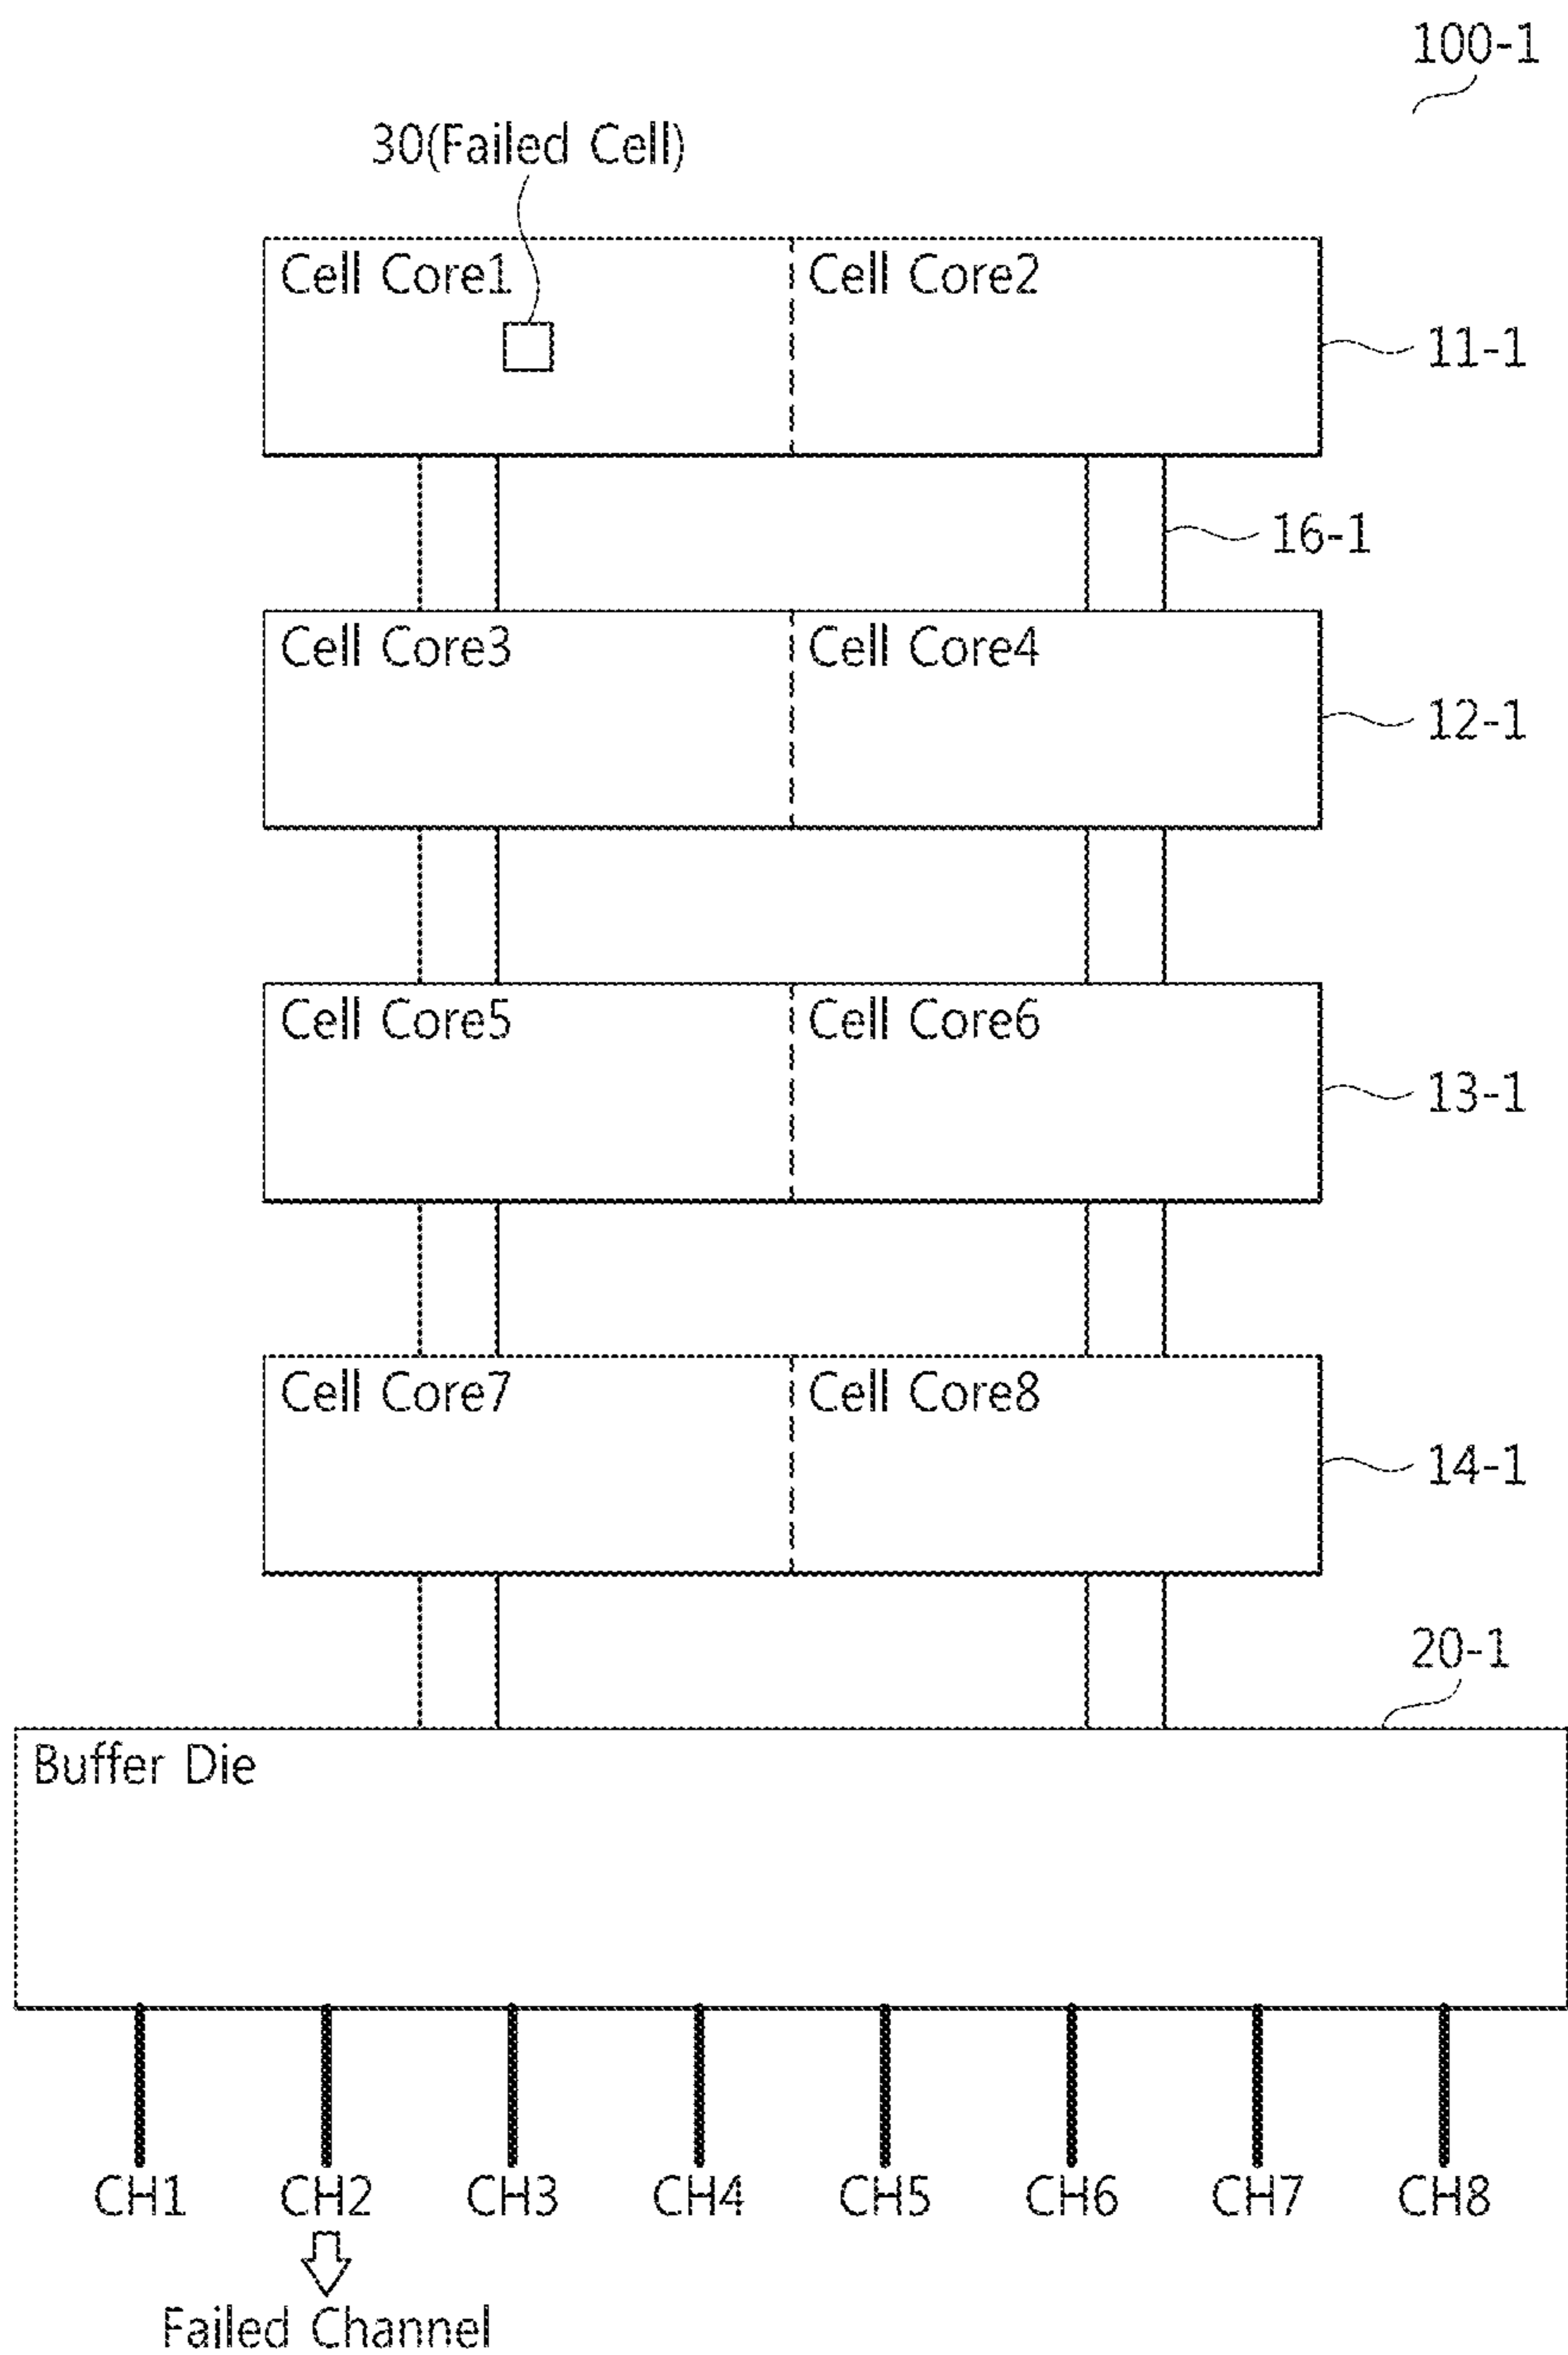 100-1
30(Failed Cell)
Cell Core1
Cell Core2
11-1
16-1
Cell Core3
Cell Core4
12-1
Cell Core5
Cell Core6
13-1
Cell Core7
Cell Core8
14-1
20-1
Buffer Die
CH1 CH2 CH3 CH4 CH5 CH6 CH7 CH8
Failed Channel